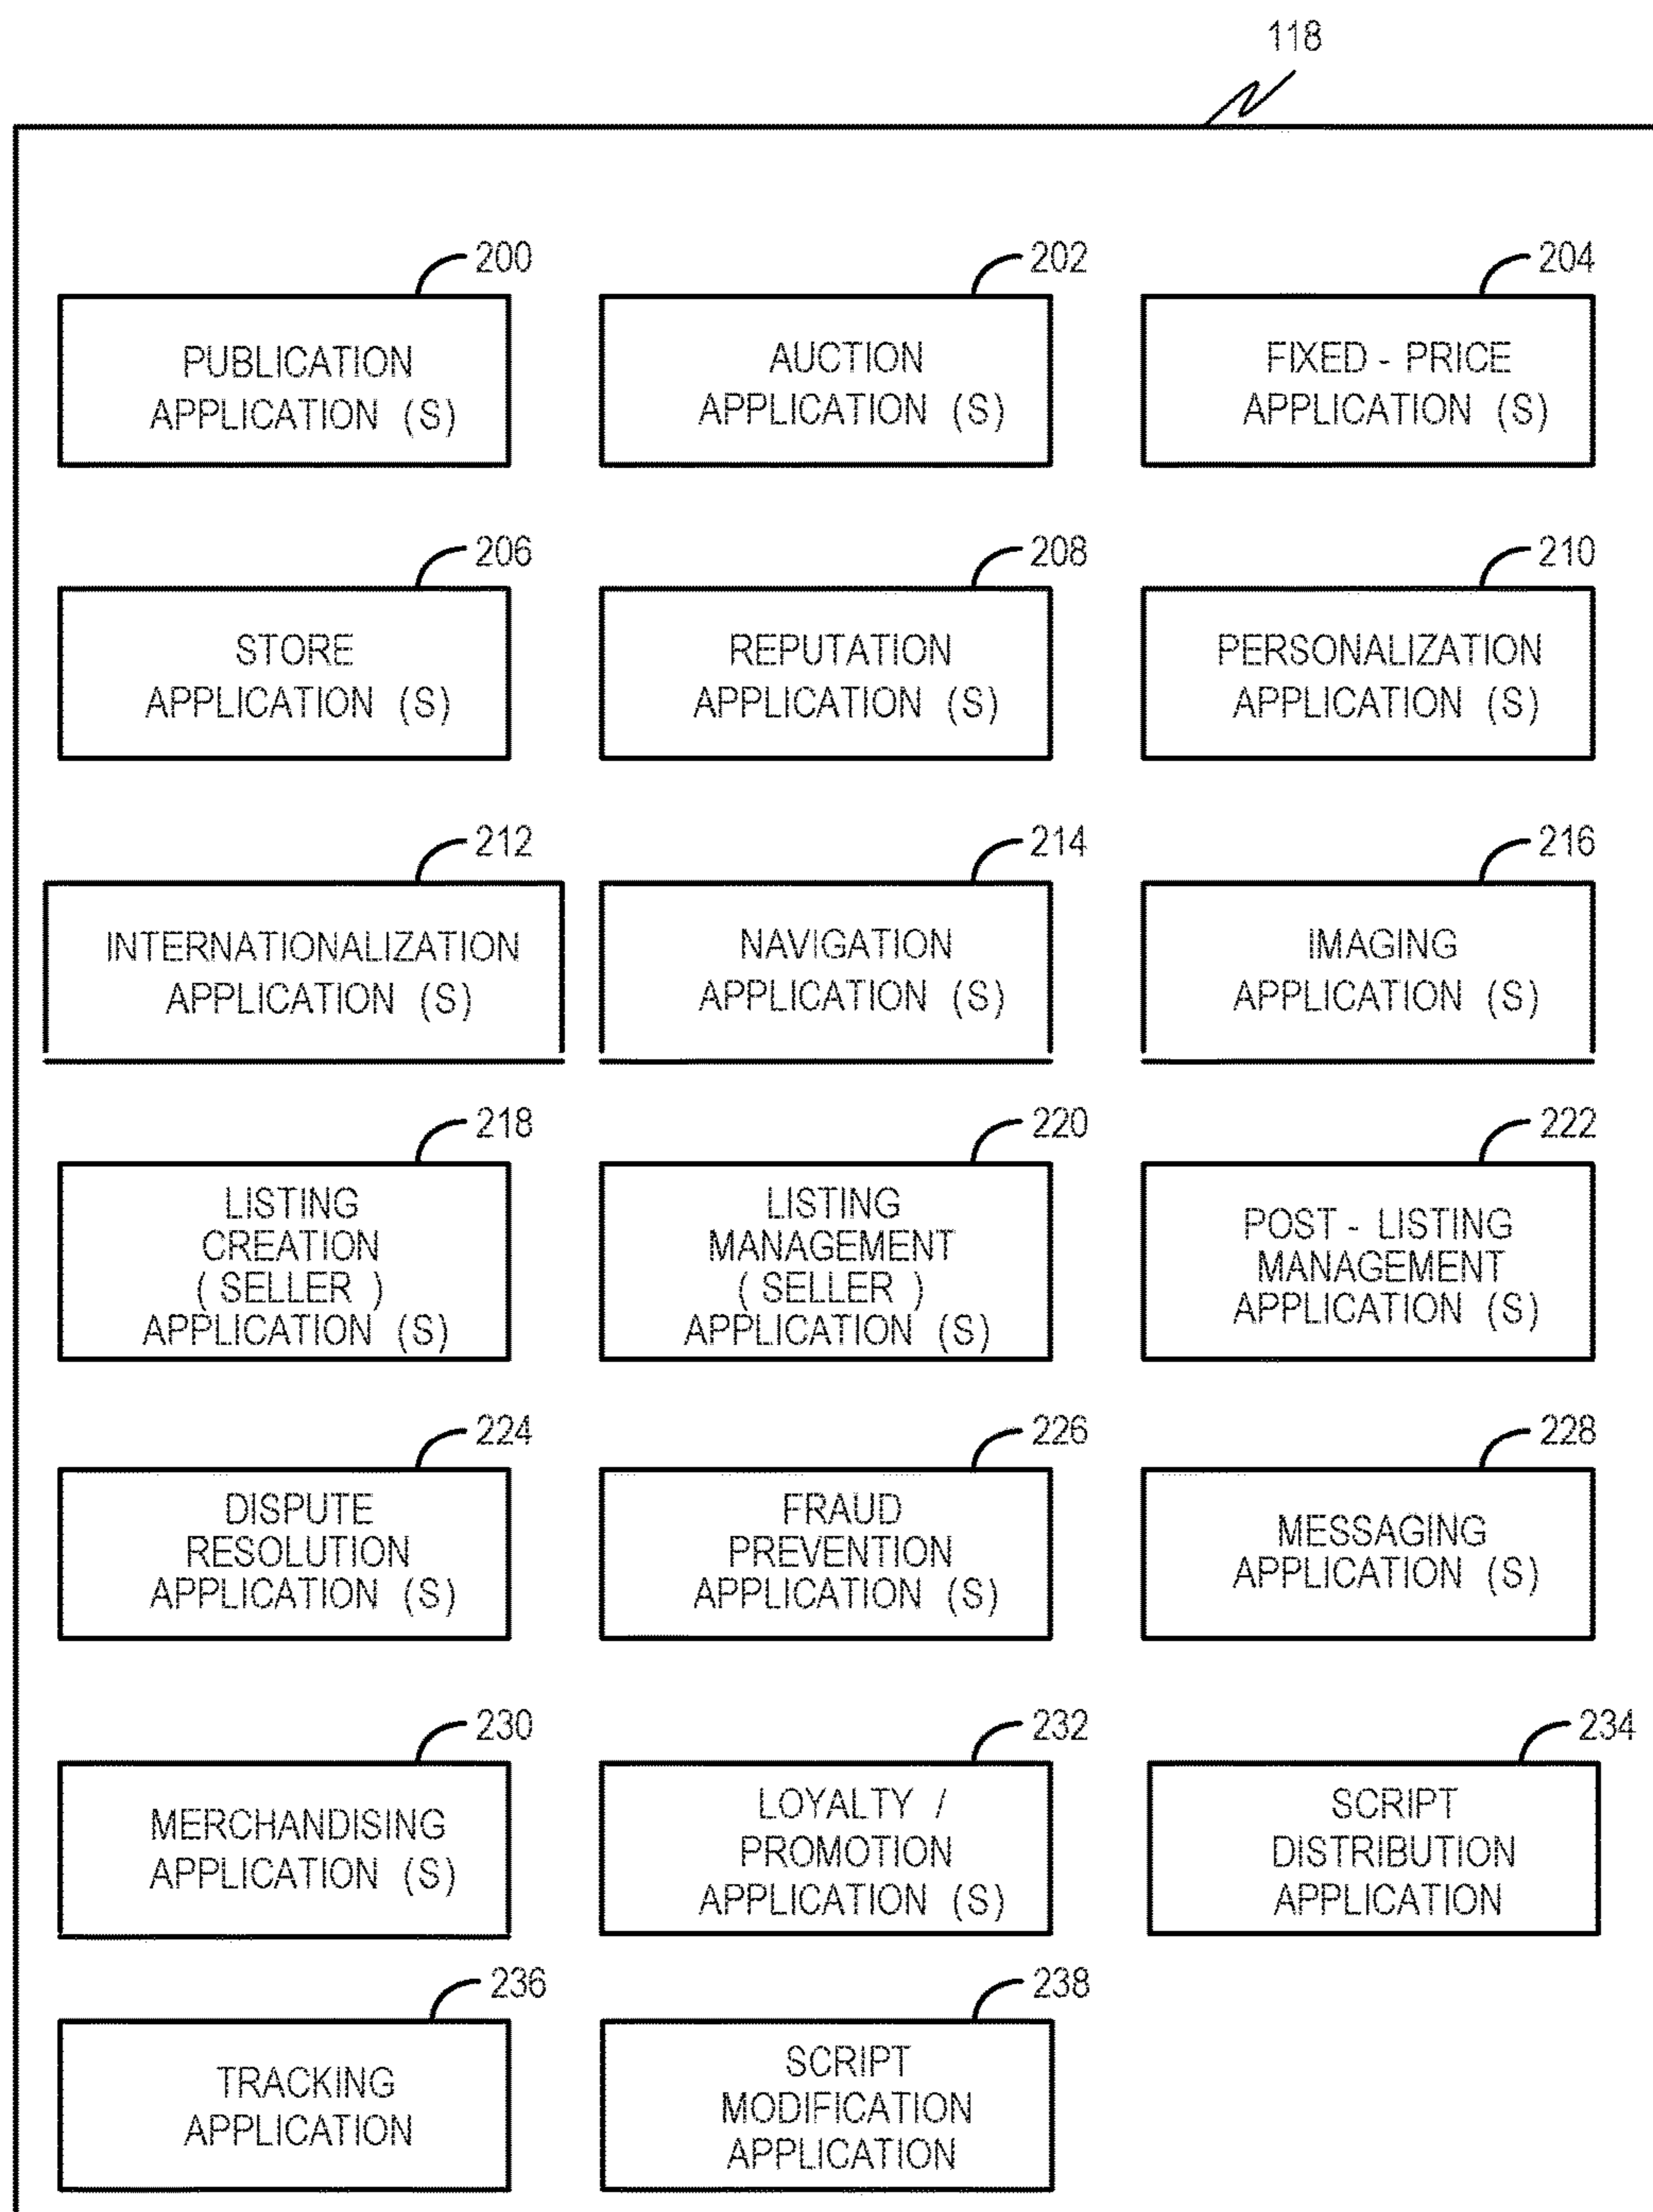 118
200
PUBLICATION
APPLICATION (S)
202
AUCTION
APPLICATION (S)
204
FIXED - PRICE
APPLICATION (S)
206
STORE
APPLICATION (S)
208
REPUTATION
APPLICATION (S)
210
PERSONALIZATION
APPLICATION (S)
212
INTERNATIONALIZATION
APPLICATION (S)
214
NAVIGATION
APPLICATION (S)
216
IMAGING
APPLICATION (S)
218
LISTING
CREATION
( SELLER )
APPLICATION (S)
220
LISTING
MANAGEMENT
( SELLER )
APPLICATION (S)
222
POST - LISTING
MANAGEMENT
APPLICATION (S)
224
DISPUTE
RESOLUTION
APPLICATION (S)
226
FRAUD
PREVENTION
APPLICATION (S)
228
MESSAGING
APPLICATION (S)
230
MERCHANDISING
APPLICATION (S)
232
LOYALTY /
PROMOTION
APPLICATION (S)
234
SCRIPT
DISTRIBUTION
APPLICATION
236
TRACKING
APPLICATION
238
SCRIPT
MODIFICATION
APPLICATION